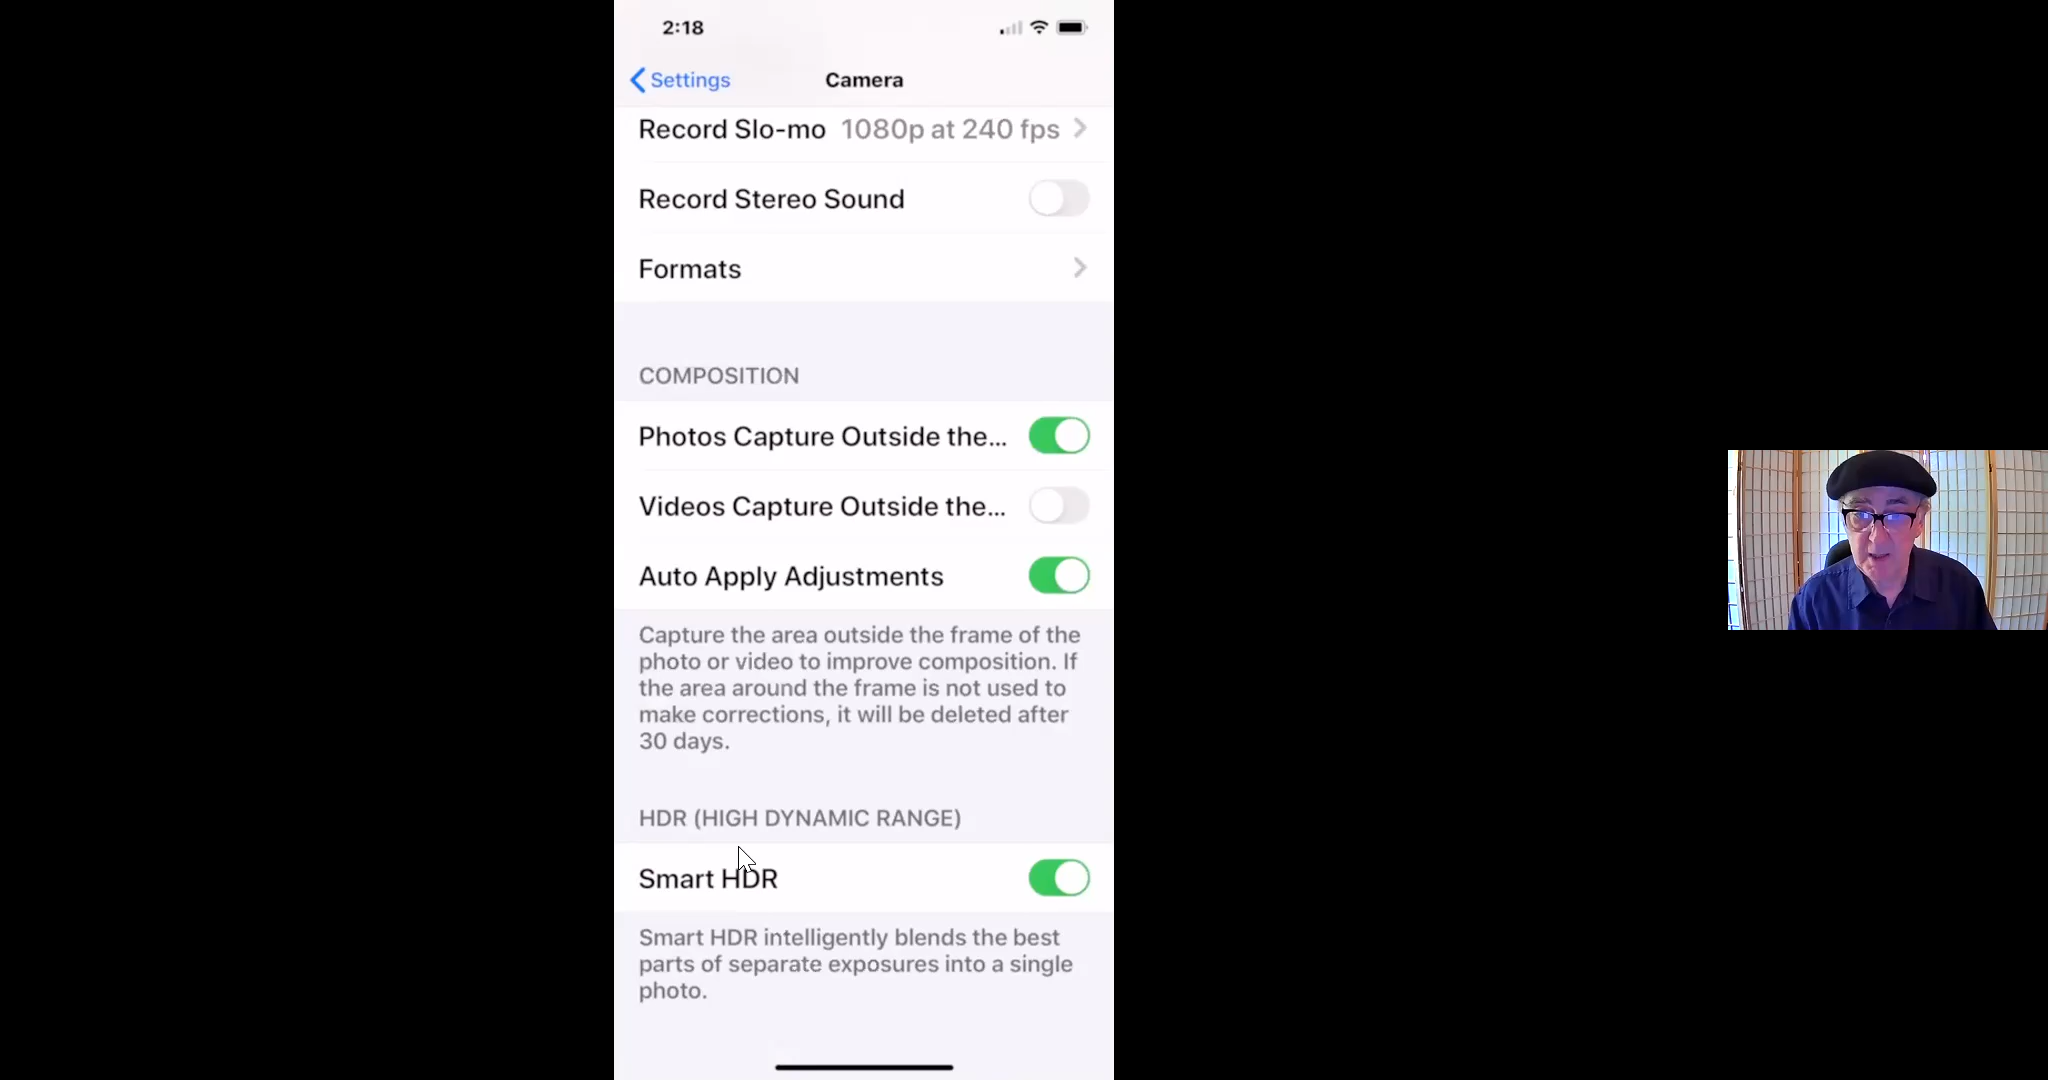 2:18
Settings
Camera
Record Slo-mo 1080p at 240 fps
Record Stereo Sound
Formats
COMPOSITION
Photos Capture Outside the...
Videos Capture Outside the...
Auto Apply Adjustments
Capture the area outside the frame of the
photo or video to improve composition. If
the area around the frame is not used to
make corrections, it will be deleted after
30 days.
HDR (HIGH DYNAMIC RANGE)
Smart HDR
Smart HDR intelligently blends the best
parts of separate exposures into a single
photo.